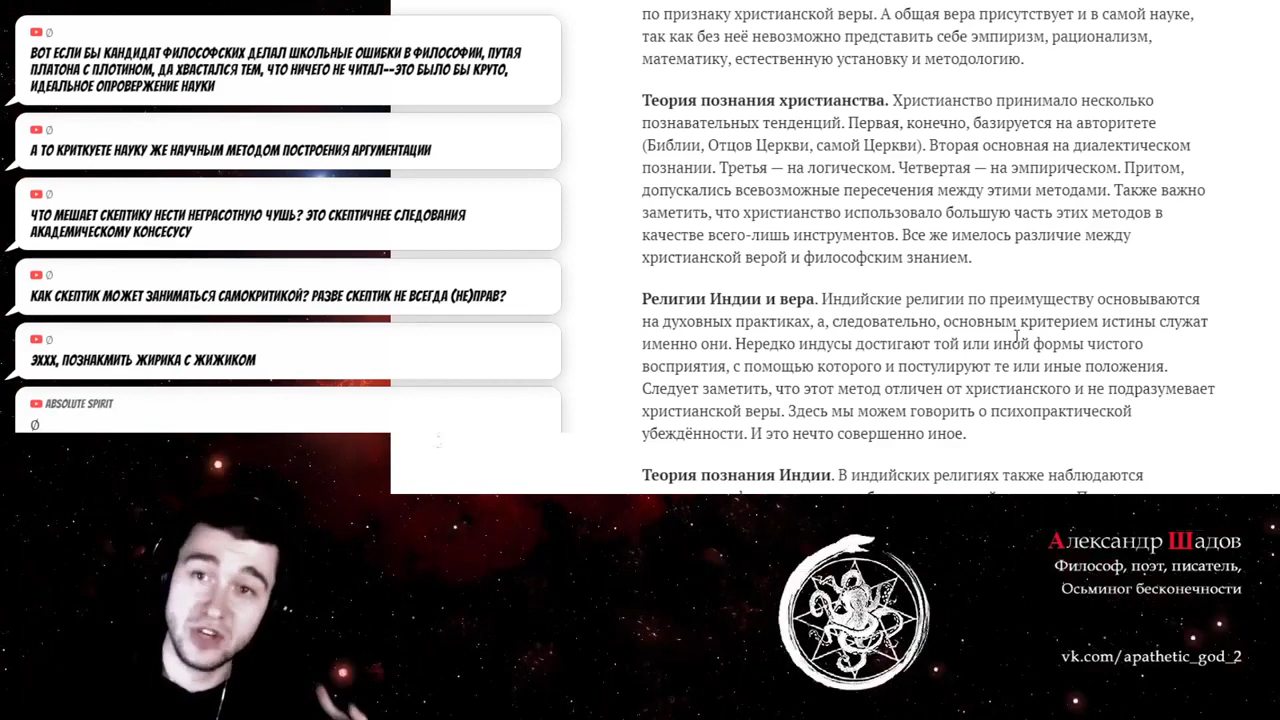 Ø
ВОТ ЕСЛИ БЫ КАНДИДАТ ФИЛОСОФСКИХ ДЕЛАЛ ШКОЛЬНЫЕ ОШИБКИ В ФИЛОСОФИИ, ПУТАЯ
ПЛАТОНА С ПЛОТИНОМ, ДА ХВАСТАЛСЯ ТЕМ, ЧТО НИЧЕГО НЕ ЧИТАЛ--ЭТО БЫЛО БЫ КРУТО,
ИДЕАЛЬНОЕ ОПРОВЕРЖЕНИЕ НАУКИ
Ø
А ТО КРИТКУЕТЕ НАУКУ ЖЕ НАУЧНЫМ МЕТОДОМ ПОСТРОЕНИЯ АРГУМЕНТАЦИИ
Ø
ЧТО МЕШАЕТ СКЕПТИКУ НЕСТИ НЕГРАСОТНУЮ ЧУШЬ? ЭТО СКЕПТИЧНЕЕ СЛЕДОВАНИЯ
АКАДЕМИЧЕСКОМУ КОНСЕСУСУ
Ø
КАК СКЕПТИК МОЖЕТ ЗАНИМАТЬСЯ САМОКРИТИКОЙ? РАЗВЕ СКЕПТИК НЕ ВСЕГДА (НЕ)ПРАВ?
Ø
ЭХХХ, ПОЗНАКМИТЬ ЖИРИКА С ЖИЖИКОМ
ABSOLUTE SPIRIT
Ø
по признаку христианской веры. А общая вера присутствует и в самой науке,
так как без неё невозможно представить себе эмпиризм, рационализм,
математику, естественную установку и методологию.
Теория познания христианства. Христианство принимало несколько
познавательных тенденций. Первая, конечно, базируется на авторитете
(Библии, Отцов Церкви, самой Церкви). Вторая основная на диалектическом
познании. Третья — на логическом. Четвертая — на эмпирическом. Притом,
допускались всевозможные пересечения между этими методами. Также важно
заметить, что христианство использовало большую часть этих методов в
качестве всего-лишь инструментов. Все же имелось различие между
христианской верой и философским знанием.
Религии Индии и вера. Индийские религии по преимуществу основываются
на духовных практиках, а, следовательно, основным критерием истины служат
именно они. Нередко индусы достигают той или иной формы чистого
восприятия, с помощью которого и постулируют те или иные положения.
Следует заметить, что этот метод отличен от христианского и не подразумевает
христианской веры. Здесь мы можем говорить о психопрактической
убеждённости. И это нечто совершенно иное.
Теория познания Индии. В индийских религиях также наблюдаются
Александр Шадов
Философ, поэт, писатель,
Осьминог бесконечности
vk.com/apathetic_god_2